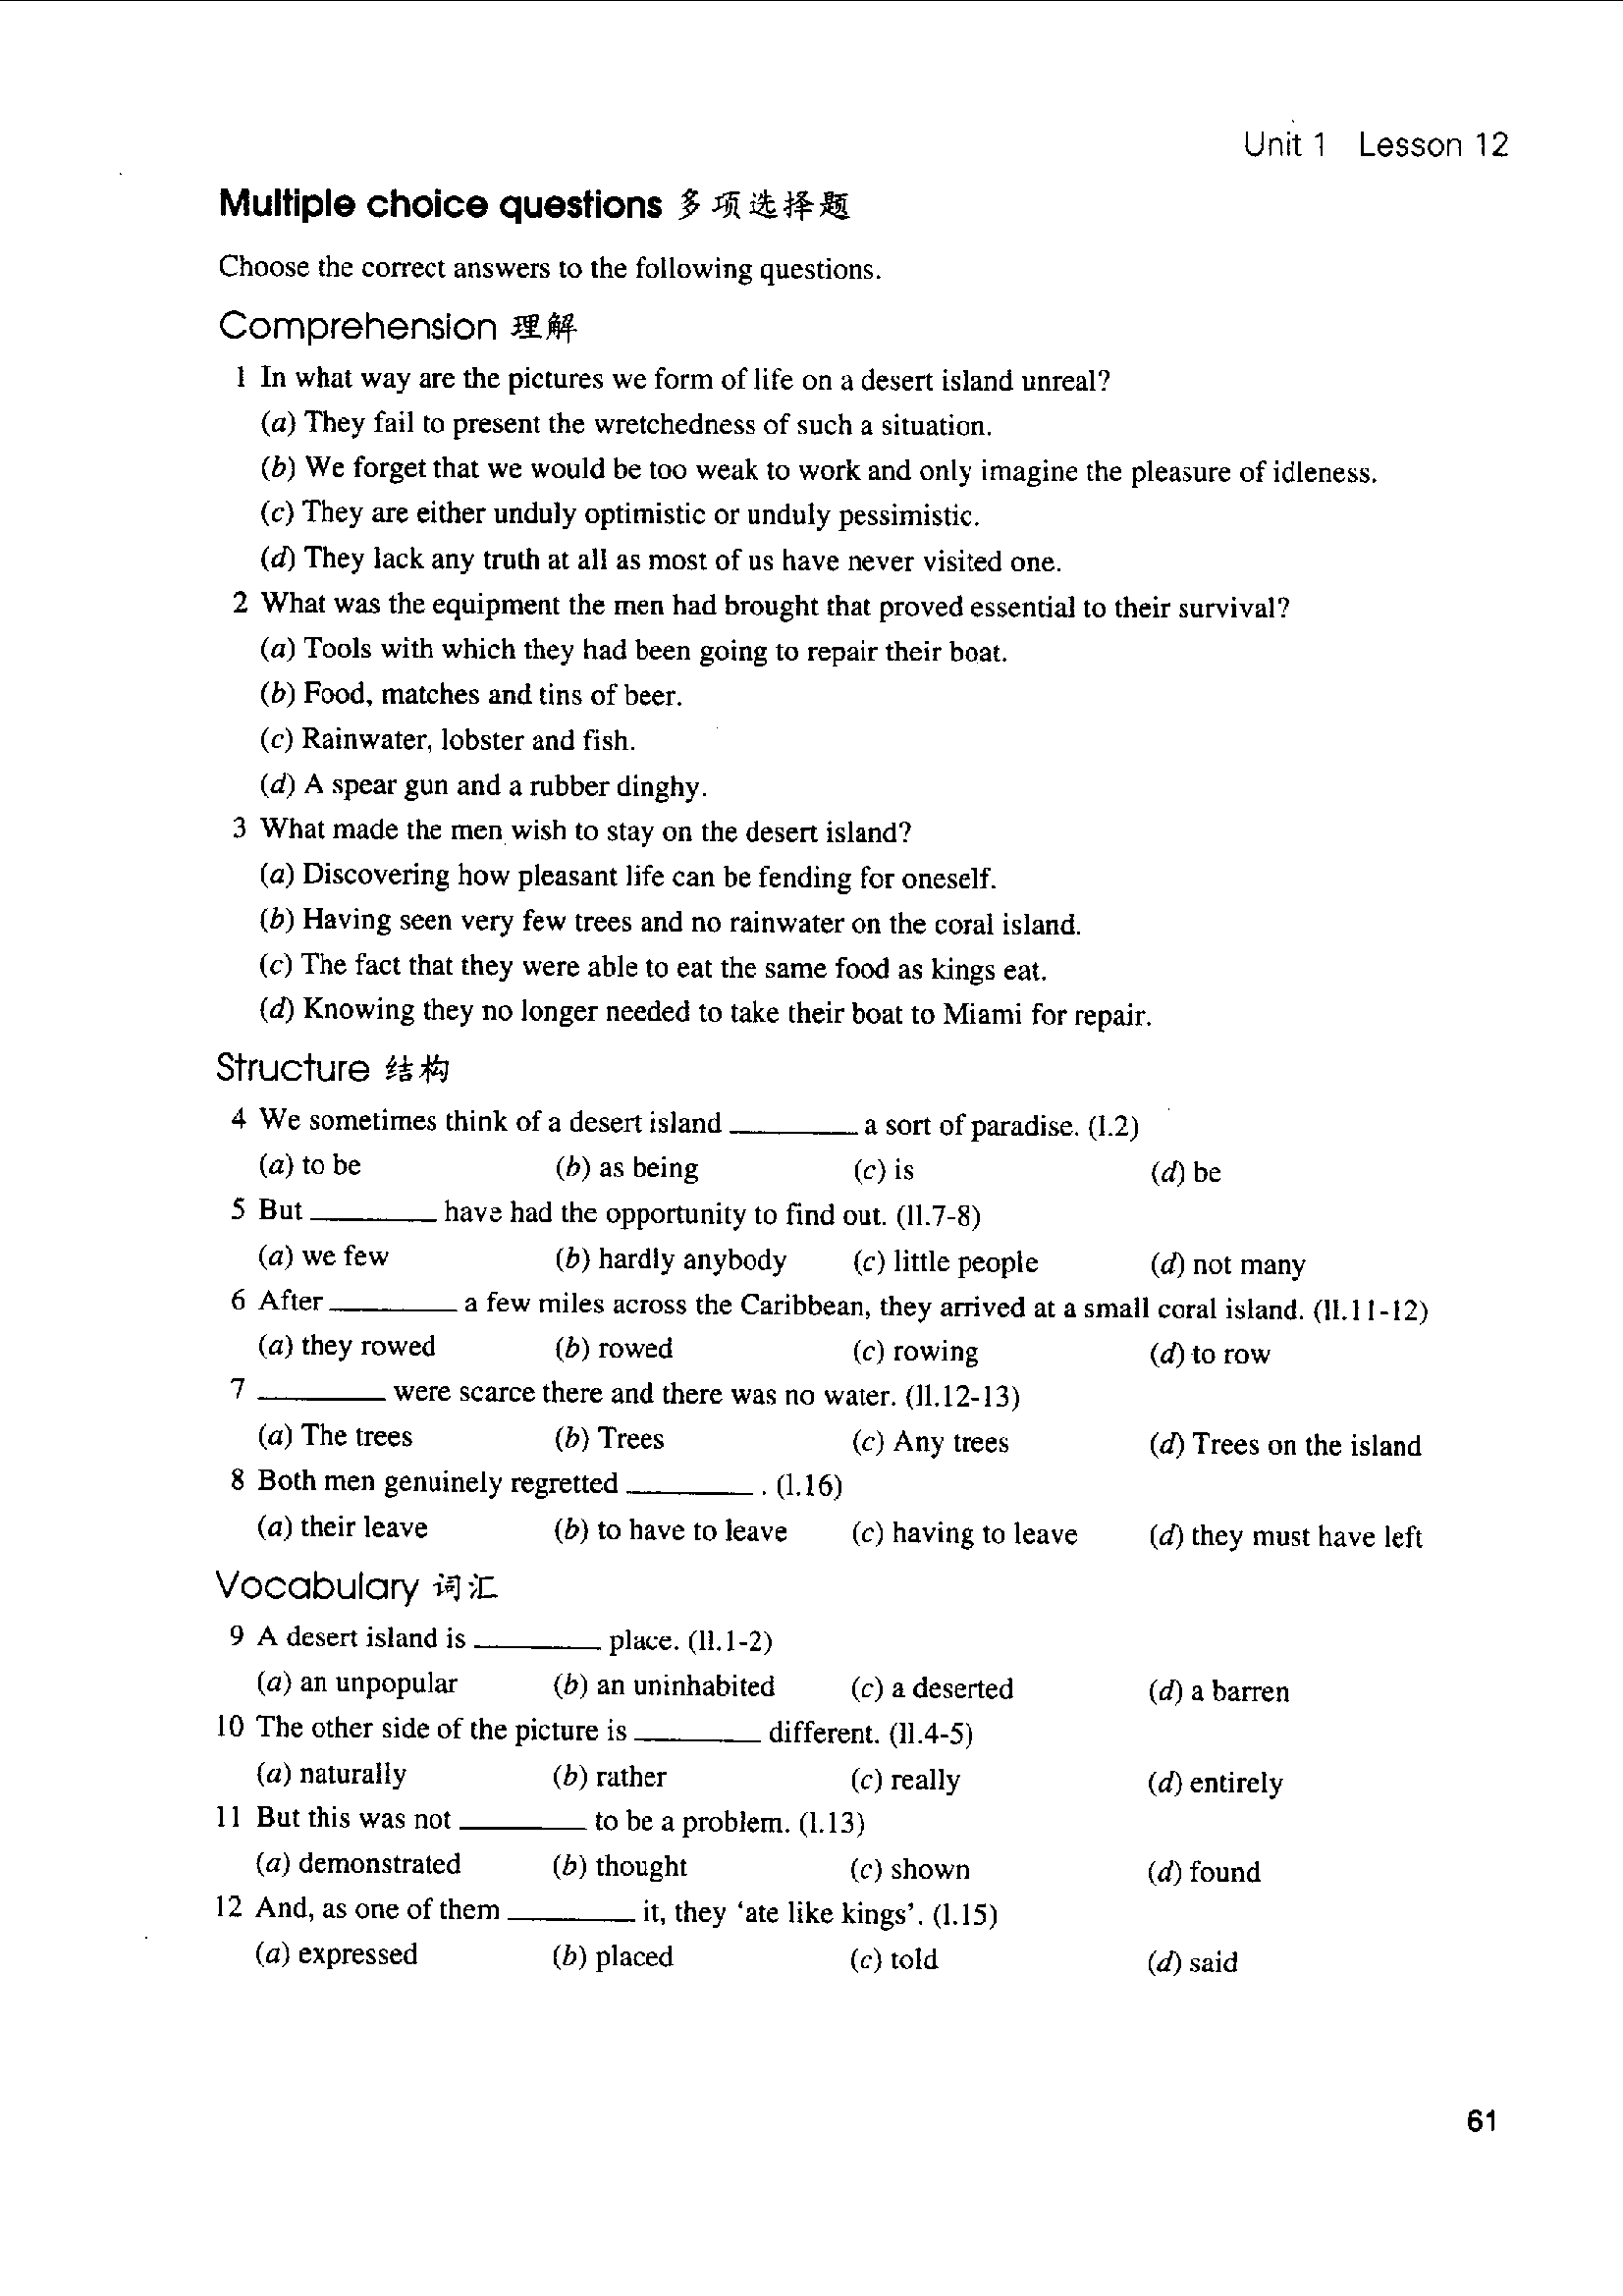 Unit 1 Lesson 12
Multiple choice questions 多项选择题
Choose the correct answers to the following questions.
Comprehension 理解
1 In what way are the pictures we form of life on a desert island unreal?
(a) They fail to present the wretchedness of such a situation.
(b) We forget that we would be too weak to work and only imagine the pleasure of idleness.
(c) They are either unduly optimistic or unduly pessimistic.
(d) They lack any truth at all as most of us have never visited one.
2 What was the equipment the men had brought that proved essential to their survival?
(a) Tools with which they had been going to repair their boat.
(b) Food, matches and tins of beer.
(c) Rainwater, lobster and fish.
(d) A spear gun and a rubber dinghy.
3 What made the men wish to stay on the desert island?
(a) Discovering how pleasant life can be fending for oneself.
(b) Having seen very few trees and no rainwater on the coral island.
(c) The fact that they were able to eat the same food as kings eat.
(d) Knowing they no longer needed to take their boat to Miami for repair.
Structure 结构
4 We sometimes think of a desert island ________ a sort of paradise. (l.2)
(a) to be (b) as being (c) is (d) be
5 But ________ have had the opportunity to find out. (ll.7-8)
(a) we few (b) hardly anybody (c) little people (d) not many
6 After ________ a few miles across the Caribbean, they arrived at a small coral island. (ll.11-12)
(a) they rowed (b) rowed (c) rowing (d) to row
7 ________ were scarce there and there was no water. (ll.12-13)
(a) The trees (b) Trees (c) Any trees (d) Trees on the island
8 Both men genuinely regretted ________ . (l.16)
(a) their leave (b) to have to leave (c) having to leave (d) they must have left
Vocabulary 词汇
9 A desert island is ________ place. (ll.1-2)
(a) an unpopular (b) an uninhabited (c) a deserted (d) a barren
10 The other side of the picture is ________ different. (ll.4-5)
(a) naturally (b) rather (c) really (d) entirely
11 But this was not ________ to be a problem. (l.13)
(a) demonstrated (b) thought (c) shown (d) found
12 And, as one of them ________ it, they ‘ate like kings’. (l.15)
(a) expressed (b) placed (c) told (d) said
61